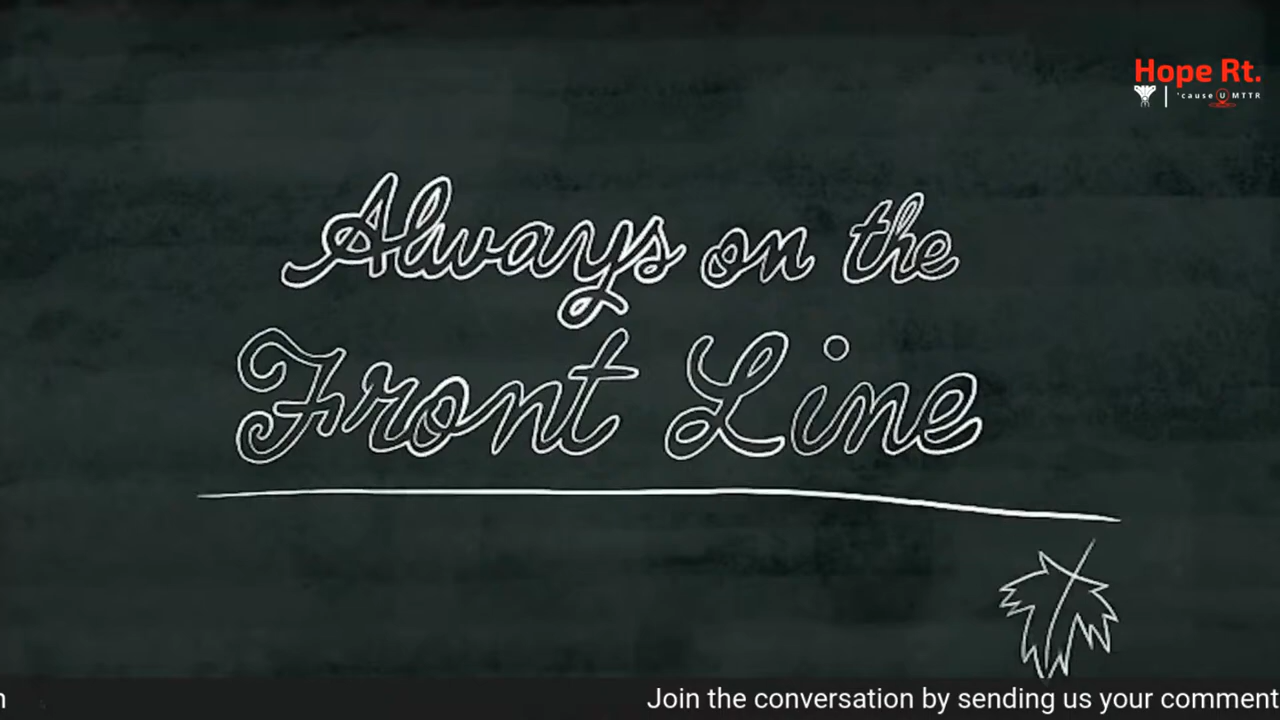 Hope Rt.
'cause U MTTR
Always on the
Front Line
Join the conversation by sending us your comment